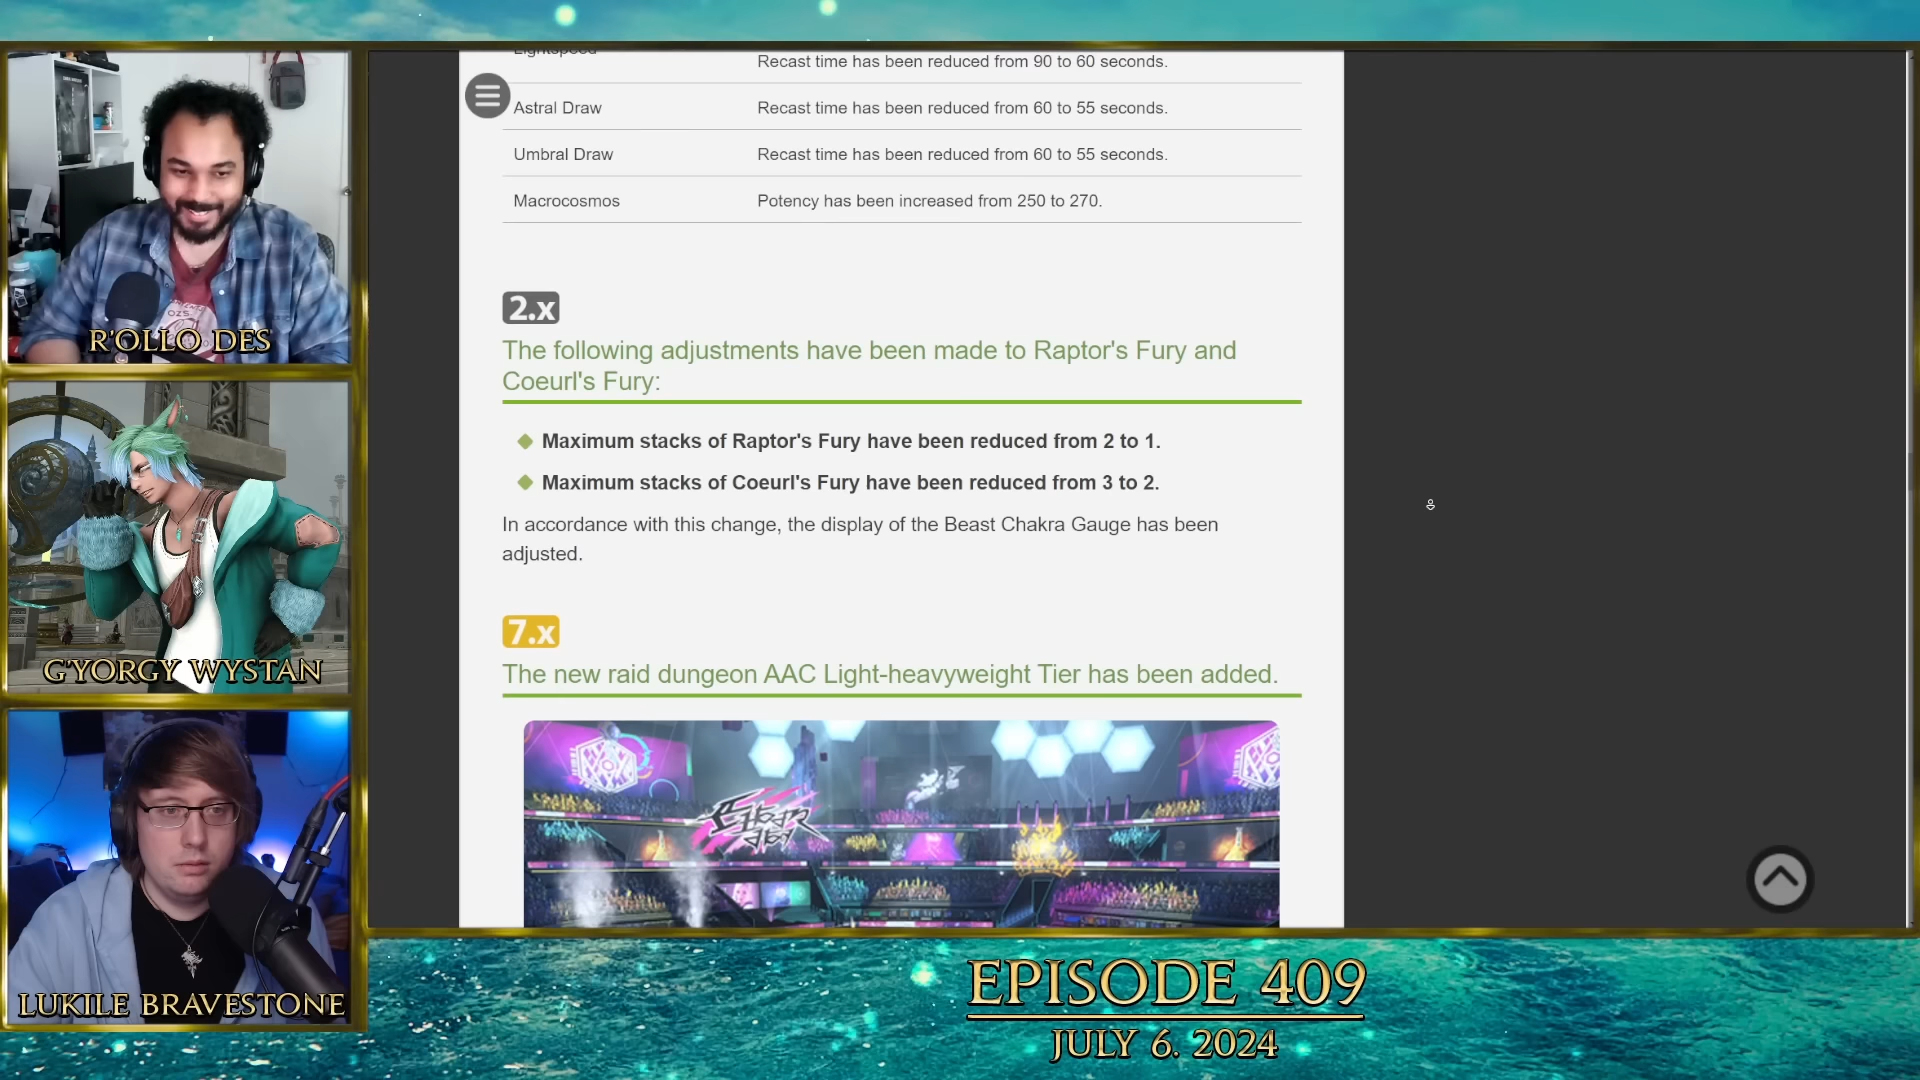 R'OLLO DES
G'YORGY WYSTAN
LUKILE BRAVESTONE
Lightspeed
Recast time has been reduced from 90 to 60 seconds.
Astral Draw Recast time has been reduced from 60 to 55 seconds.
Umbral Draw Recast time has been reduced from 60 to 55 seconds.
Macrocosmos Potency has been increased from 250 to 270.
2.x
The following adjustments have been made to Raptor's Fury and
Coeurl's Fury:
Maximum stacks of Raptor's Fury have been reduced from 2 to 1.
Maximum stacks of Coeurl's Fury have been reduced from 3 to 2.
In accordance with this change, the display of the Beast Chakra Gauge has been
adjusted.
7.x
The new raid dungeon AAC Light-heavyweight Tier has been added.
EPISODE 409
JULY 6. 2024